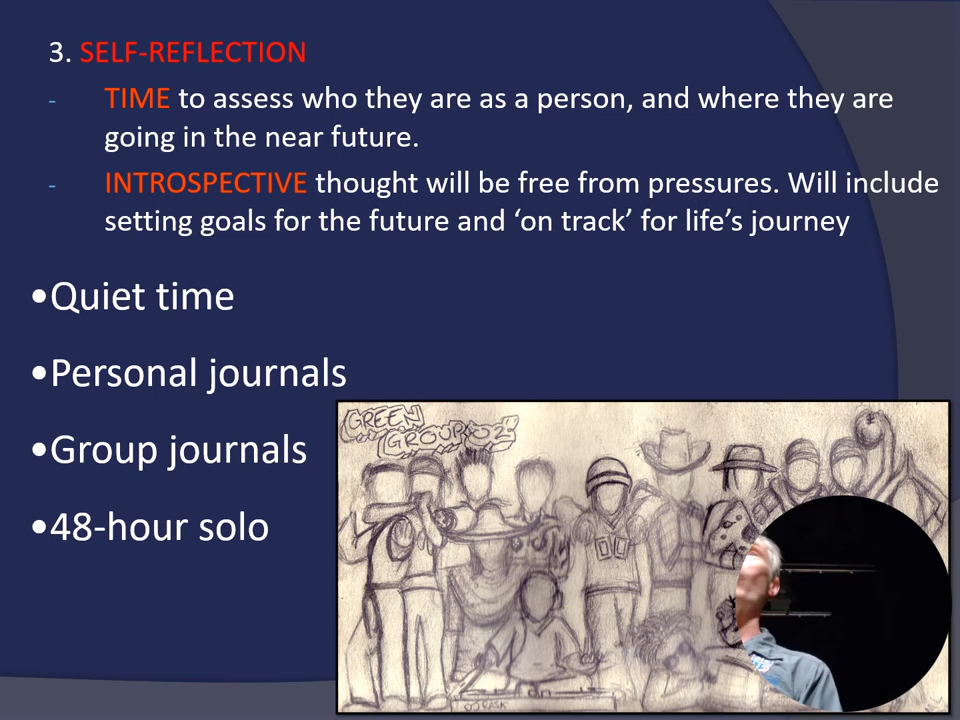 3. SELF-REFLECTION
- TIME to assess who they are as a person, and where they are
going in the near future.
- INTROSPECTIVE thought will be free from pressures. Will include
setting goals for the future and ‘on track’ for life’s journey
•Quiet time
•Personal journals
•Group journals
•48-hour solo
GREEN
GROUP 02